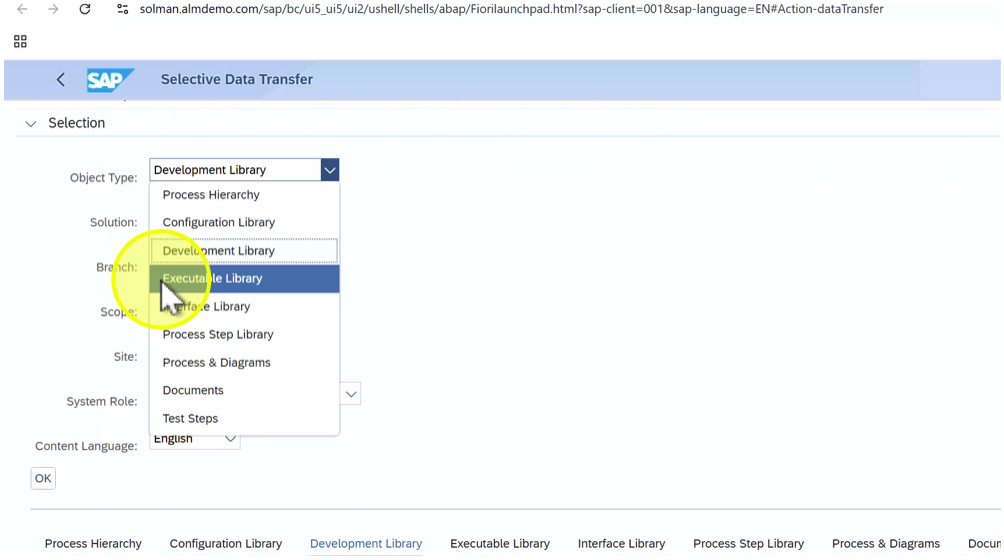 solman.almdemo.com/sap/bc/ui5_ui5/ui2/ushell/shells/abap/Fiorilaunchpad.html?sap-client=001&sap-language=EN#Action-dataTransfer
SAP Selective Data Transfer
Selection
Object Type: Development Library
Process Hierarchy
Solution: Configuration Library
Development Library
Branch: Executable Library
Scope: Interface Library
Process Step Library
Site: Process & Diagrams
System Role: Documents
Test Steps
Content Language: English
OK
Process Hierarchy Configuration Library Development Library Executable Library Interface Library Process Step Library Process & Diagrams